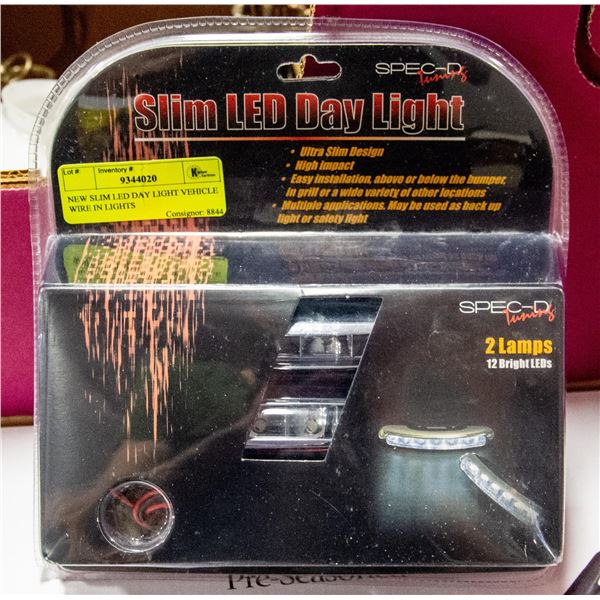 SPEC-D
Tuning
Slim LED Day Light
• Ultra Slim Design
• High Impact
• Easy installation, above or below the bumper,
in grill or a wide variety of other locations
• Multiple applications. May be used as back up
light or safety light
Lot #: Inventory #
9344020
NEW SLIM LED DAY LIGHT VEHICLE
WIRE IN LIGHTS
Consignor: 8844
SPEC-D
Tuning
2 Lamps
12 Bright LEDs